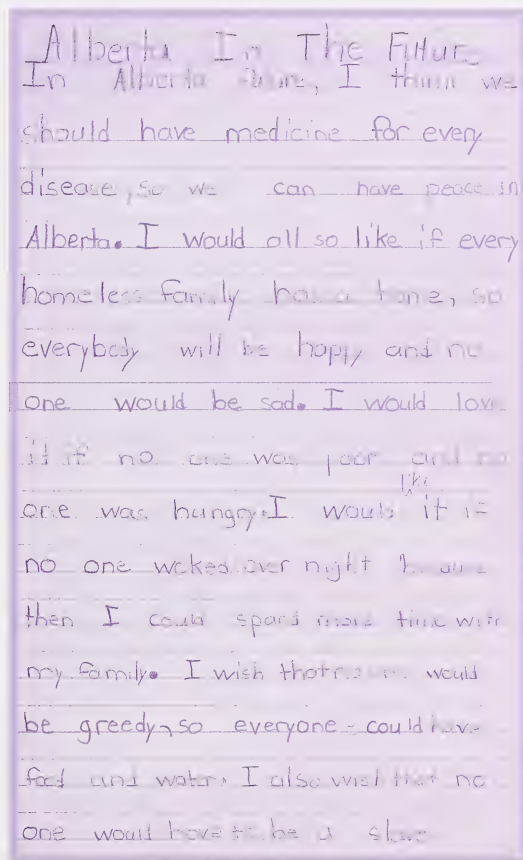 Alberta In The Futur
In Alberta future, I think we
should have medicine for every
disease, so we can have peace in
Alberta. I would all so like if every
homeless family has a home, so
everybody will be happy and no
one would be sad. I would love
it if no one was poor and no
one was hungry. I would like it if
no one woked over night because
then I could spand more time with
my family. I wish that no one would
be greedy, so everyone could have
food and water. I also wish that no
one would have to be a slave